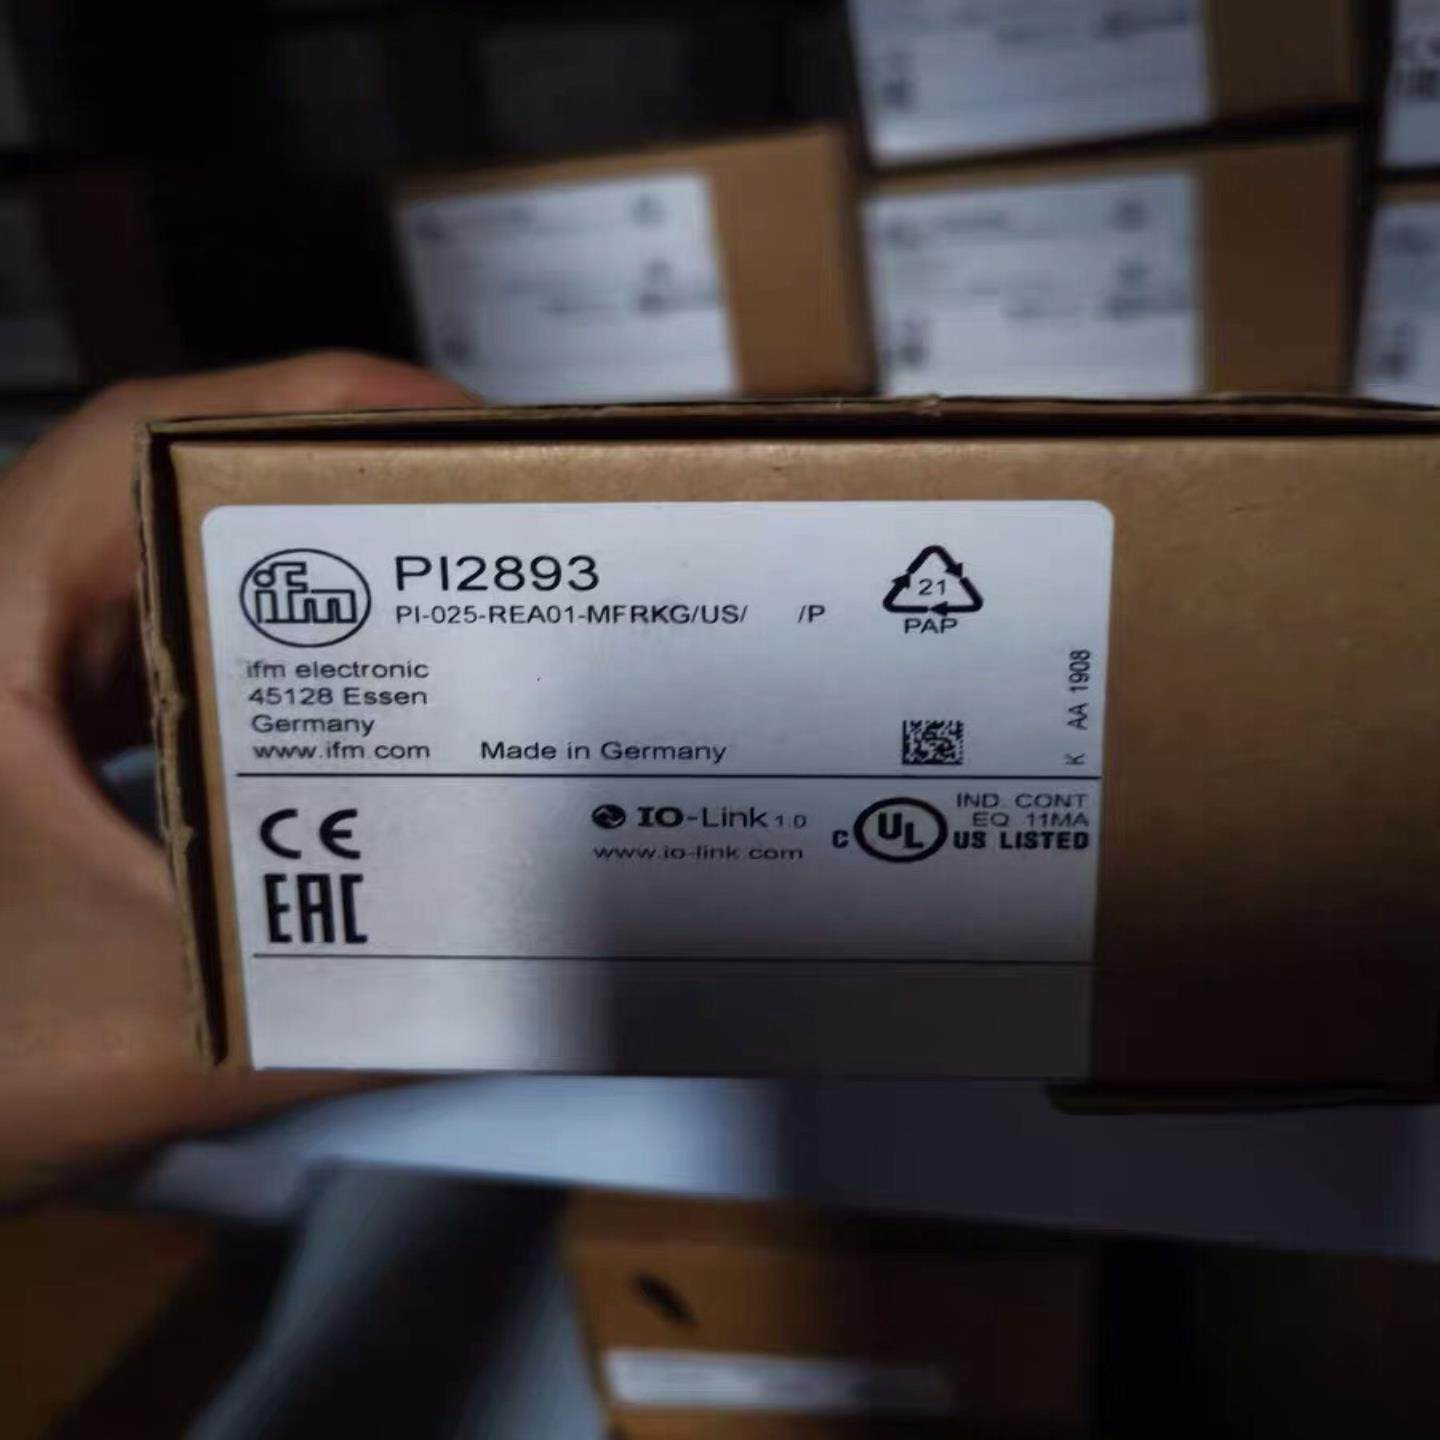 ifm
PI2893
PI-025-REA01-MFRKG/US/ /P
21
PAP
ifm electronic
45128 Essen
Germany
www.ifm.com
Made in Germany
K AA 1908
CE
EAC
IO-Link 1.0
www.io-link.com
C UL US LISTED
IND. CONT
EQ. 11MA